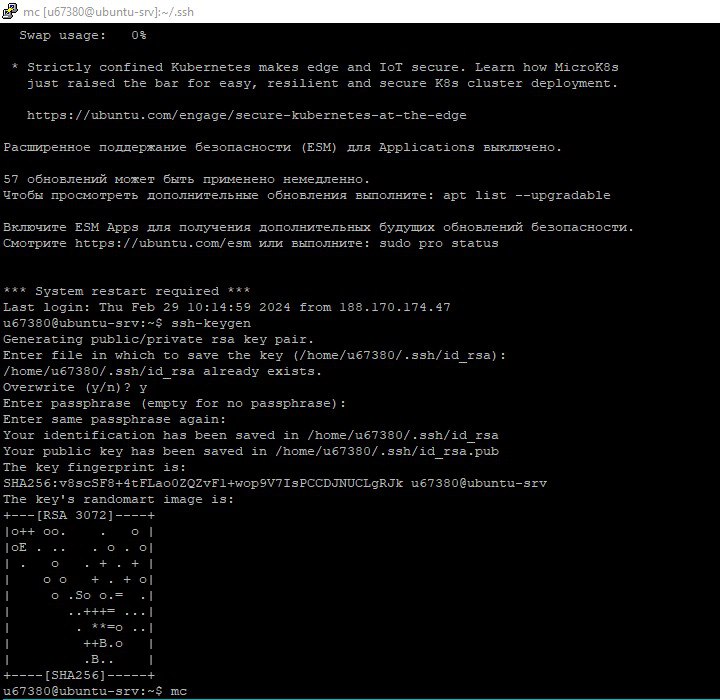 mc [u67380@ubuntu-srv]:~/.ssh
Swap usage:   0%
* Strictly confined Kubernetes makes edge and IoT secure. Learn how MicroK8s
just raised the bar for easy, resilient and secure K8s cluster deployment.
https://ubuntu.com/engage/secure-kubernetes-at-the-edge
Расширенное поддержание безопасности (ESM) для Applications выключено.
57 обновлений может быть применено немедленно.
Чтобы просмотреть дополнительные обновления выполните: apt list --upgradable
Включите ESM Apps для получения дополнительных будущих обновлений безопасности.
Смотрите https://ubuntu.com/esm или выполните: sudo pro status
*** System restart required ***
Last login: Thu Feb 29 10:14:59 2024 from 188.170.174.47
u67380@ubuntu-srv:~$ ssh-keygen
Generating public/private rsa key pair.
Enter file in which to save the key (/home/u67380/.ssh/id_rsa):
/home/u67380/.ssh/id_rsa already exists.
Overwrite (y/n)? y
Enter passphrase (empty for no passphrase):
Enter same passphrase again:
Your identification has been saved in /home/u67380/.ssh/id_rsa
Your public key has been saved in /home/u67380/.ssh/id_rsa.pub
The key fingerprint is:
SHA256:v8scSF8+4tFLao0ZQZvF1+wop9V7IsPCCDJNUCLgRJk u67380@ubuntu-srv
The key's randomart image is:
+---[RSA 3072]----+
|o++ oo.    .   o |
|oE . ..   . o . o|
| .   o   . + . + |
|    o o   + . + o|
|     o .So o.=  .|
|       ..+++= ...|
|        . **=o ..|
|         ++B.o   |
|         .B..    |
+----[SHA256]-----+
u67380@ubuntu-srv:~$ mc